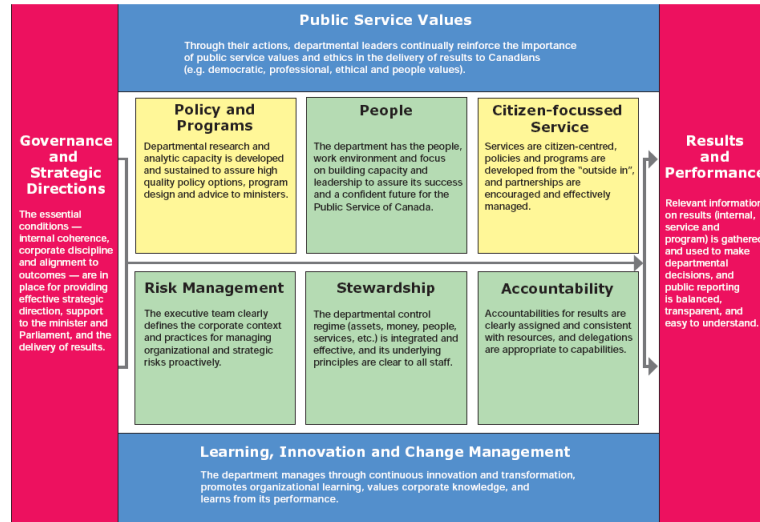 Public Service Values
Through their actions, departmental leaders continually reinforce the importance
of public service values and ethics in the delivery of results to Canadians
(e.g. democratic, professional, ethical and people values).
Governance
and
Strategic
Directions
The essential
conditions —
internal coherence,
corporate discipline
and alignment to
outcomes — are in
place for providing
effective strategic
direction, support
to the minister and
Parliament, and the
delivery of results.
Policy and
Programs
Departmental research and
analytic capacity is developed
and sustained to assure high
quality policy options, program
design and advice to ministers.
People
The department has the people,
work environment and focus
on building capacity and
leadership to assure its success
and a confident future for the
Public Service of Canada.
Citizen-focussed
Service
Services are citizen-centred,
policies and programs are
developed from the "outside in",
and partnerships are
encouraged and effectively
managed.
Risk Management
The executive team clearly
defines the corporate context
and practices for managing
organizational and strategic
risks proactively.
Stewardship
The departmental control
regime (assets, money, people,
services, etc.) is integrated and
effective, and its underlying
principles are clear to all staff.
Accountability
Accountabilities for results are
clearly assigned and consistent
with resources, and delegations
are appropriate to capabilities.
Results
and
Performance
Relevant information
on results (internal,
service and
program) is gathered
and used to make
departmental
decisions, and
public reporting
is balanced,
transparent, and
easy to understand.
Learning, Innovation and Change Management
The department manages through continuous innovation and transformation,
promotes organizational learning, values corporate knowledge, and
learns from its performance.